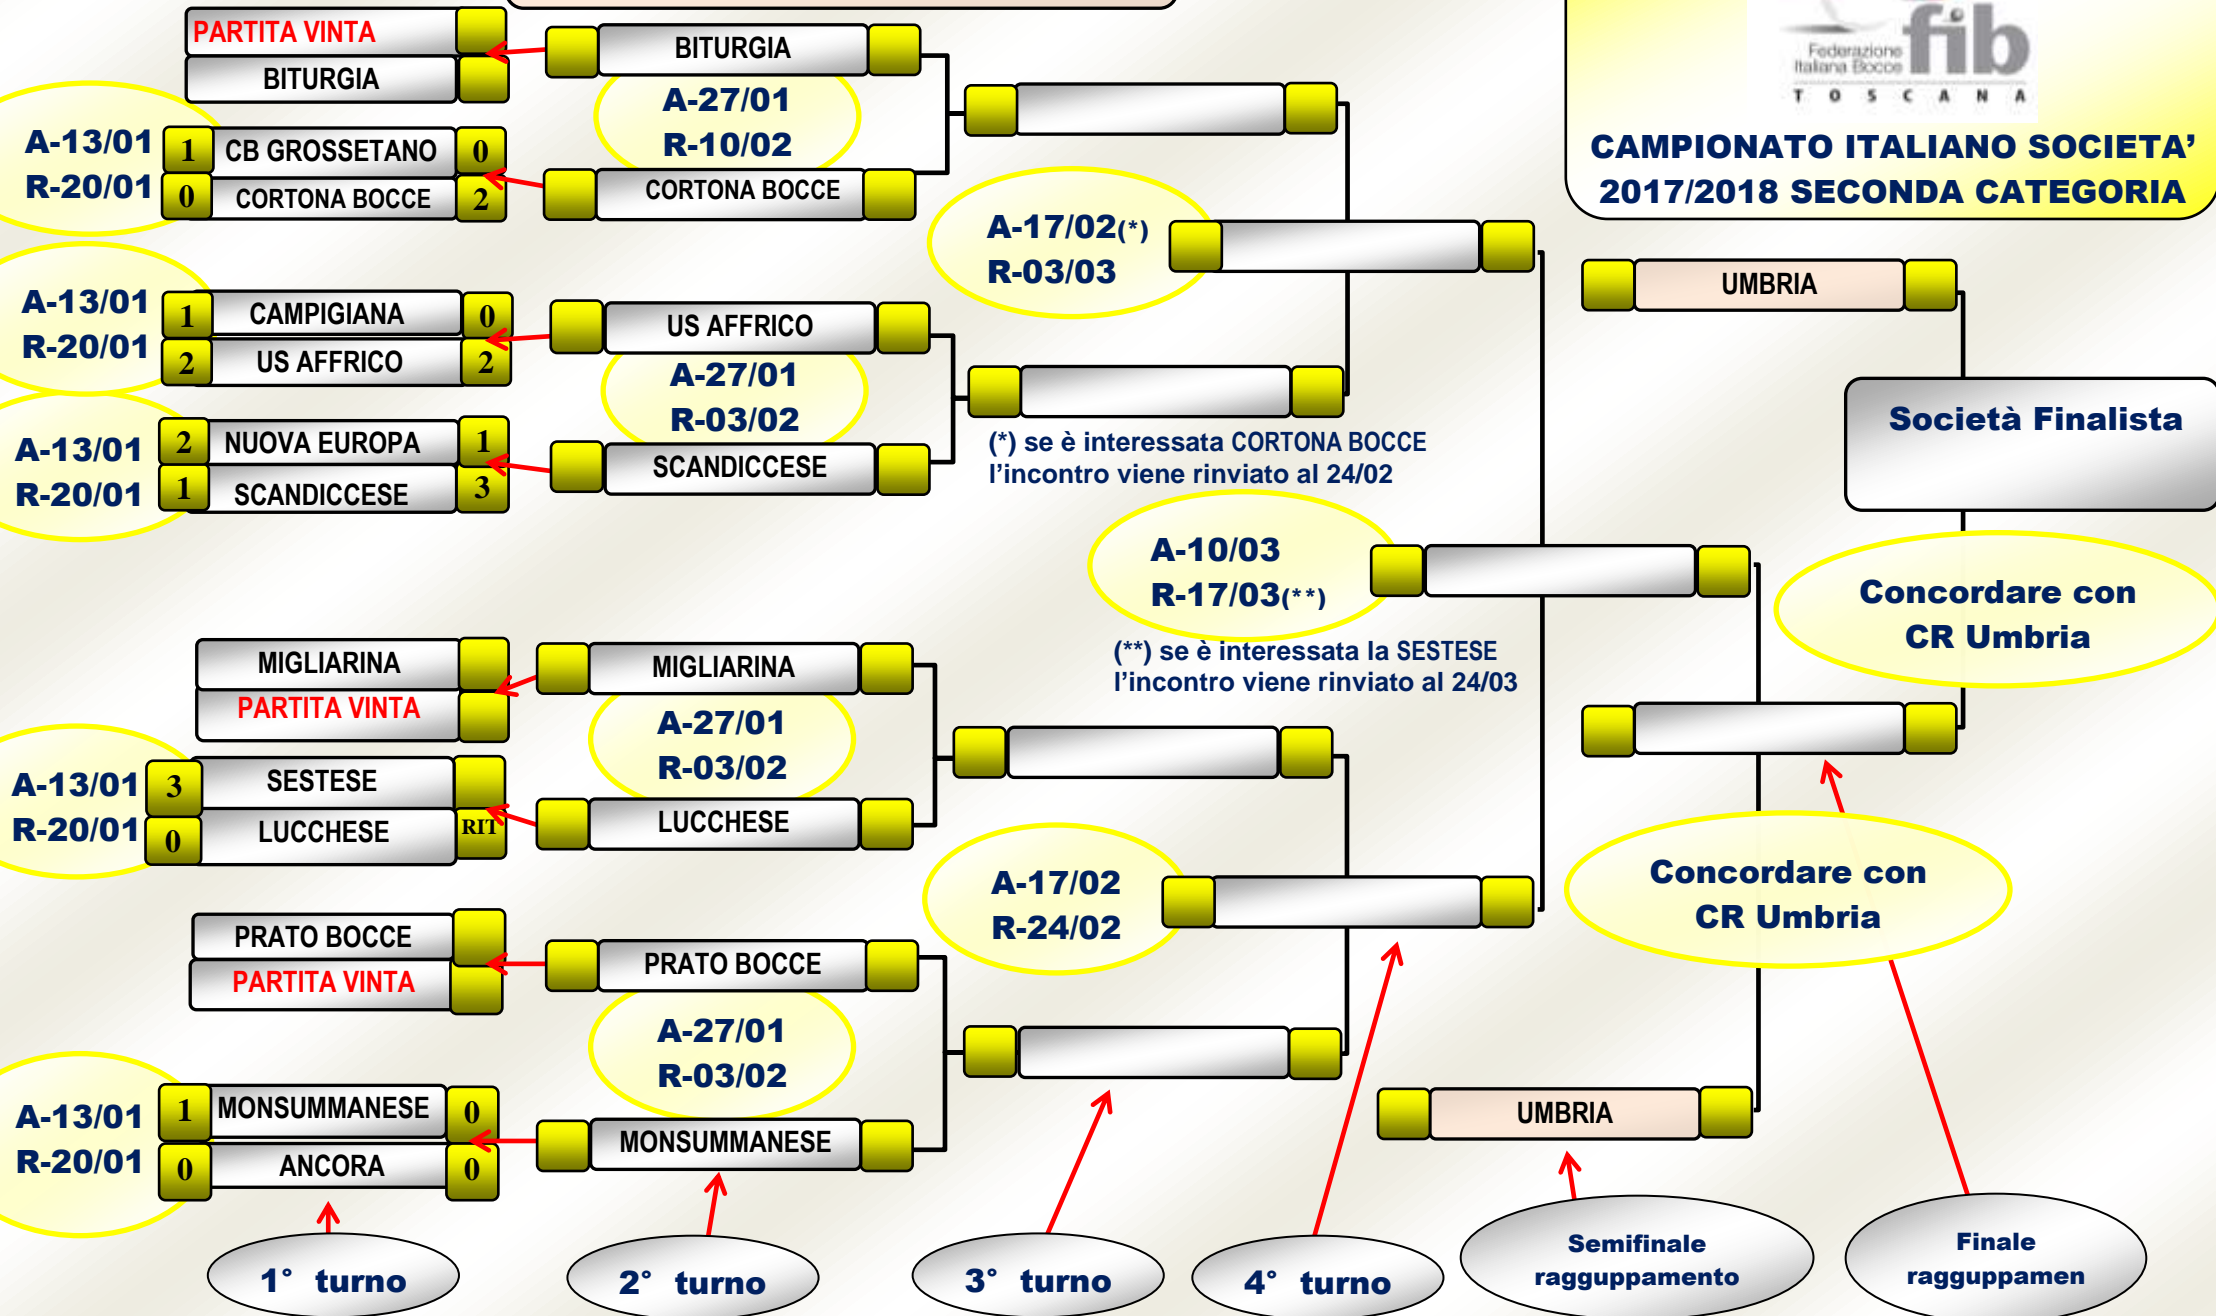 PARTITA VINTA
BITURGIA
A-13/01
R-20/01
1 CB GROSSETANO 0
0 CORTONA BOCCE 2
A-13/01
R-20/01
1 CAMPIGIANA 0
2 US AFFRICO 2
A-13/01
R-20/01
2 NUOVA EUROPA 1
1 SCANDICCESE 3
MIGLIARINA
PARTITA VINTA
A-13/01
R-20/01
3 SESTESE
0 LUCCHESE RIT
PRATO BOCCE
PARTITA VINTA
A-13/01
R-20/01
1 MONSUMMANESE 0
0 ANCORA 0
1° turno
BITURGIA
A-27/01
R-10/02
CORTONA BOCCE
US AFFRICO
A-27/01
R-03/02
SCANDICCESE
MIGLIARINA
A-27/01
R-03/02
LUCCHESE
PRATO BOCCE
A-27/01
R-03/02
MONSUMMANESE
2° turno
A-17/02(*)
R-03/03
(*) se è interessata CORTONA BOCCE
l'incontro viene rinviato al 24/02
A-17/02
R-24/02
3° turno
A-10/03
R-17/03(**)
(**) se è interessata la SESTESE
l'incontro viene rinviato al 24/03
4° turno
Federazione
Italiana Bocce
fib
TOSCANA
CAMPIONATO ITALIANO SOCIETA'
2017/2018 SECONDA CATEGORIA
UMBRIA
Società Finalista
Concordare con
CR Umbria
Concordare con
CR Umbria
UMBRIA
Semifinale
ragguppamento
Finale
ragguppamen